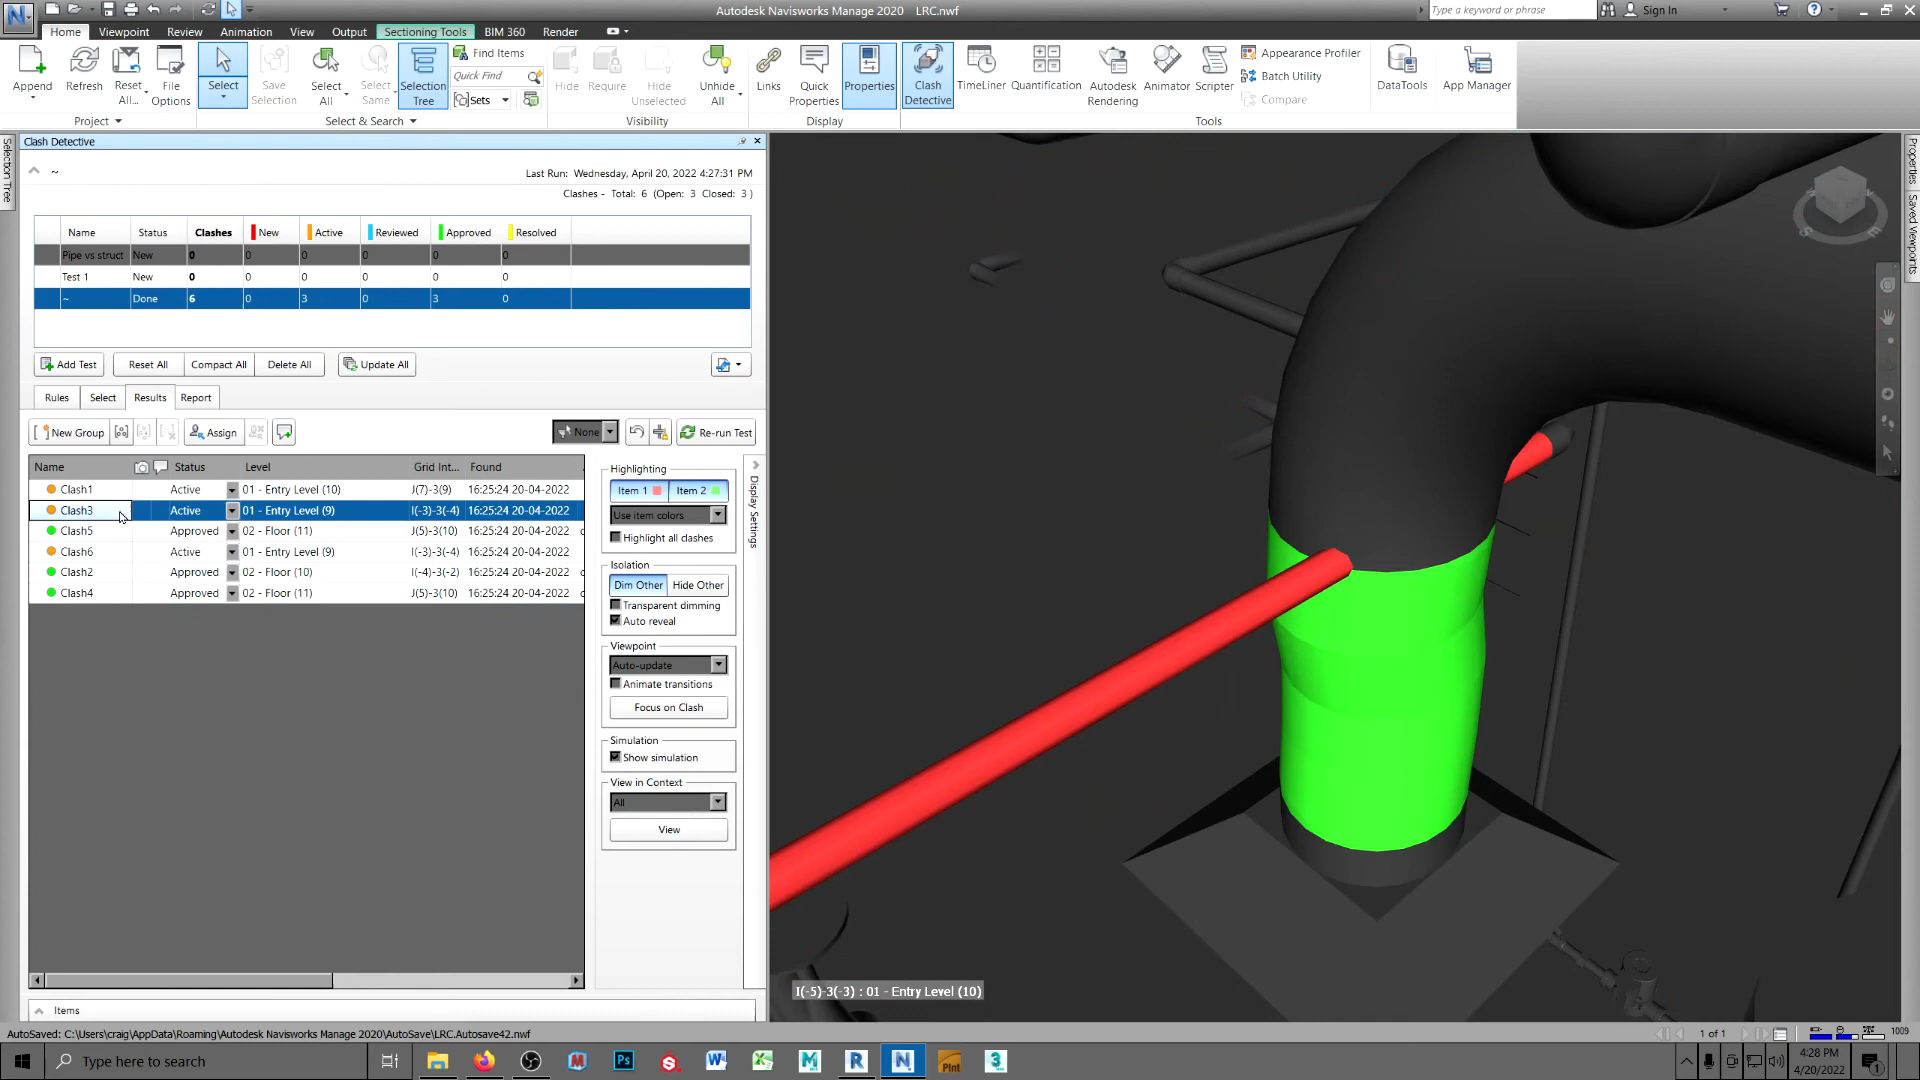 Autodesk Navisworks Manage 2020 LRC.nwf
Type a keyword or phrase
Sign In
Home Viewpoint Review Animation View Output Sectioning Tools BIM 360 Render
Append
Refresh
Reset All...
File Options
Select
Save Selection
Select All
Select Same
Selection Tree
Find Items
Quick Find
Sets
Hide
Require
Hide Unselected
Unhide All
Links
Quick Properties
Properties
Clash Detective
TimeLiner
Quantification
Autodesk Rendering
Animator
Scripter
Appearance Profiler
Batch Utility
Compare
DataTools
App Manager
Project
Select & Search
Visibility
Display
Tools
Selection Tree
Clash Detective
~
Last Run: Wednesday, April 20, 2022 4:27:31 PM
Clashes - Total: 6 (Open: 3 Closed: 3 )
Name Status Clashes New Active Reviewed Approved Resolved
Pipe vs struct New 0 0 0 0 0 0
Test 1 New 0 0 0 0 0 0
~ Done 6 0 3 0 3 0
Add Test Reset All Compact All Delete All Update All
Rules Select Results Report
New Group
Assign
None
Re-run Test
Name Status Level Grid Int... Found
Clash1 Active 01 - Entry Level (10) J(7)-3(9) 16:25:24 20-04-2022
Clash3 Active 01 - Entry Level (9) I(-3)-3(-4) 16:25:24 20-04-2022
Clash5 Approved 02 - Floor (11) J(5)-3(10) 16:25:24 20-04-2022
Clash6 Active 01 - Entry Level (9) I(-3)-3(-4) 16:25:24 20-04-2022
Clash2 Approved 02 - Floor (10) I(-4)-3(-2) 16:25:24 20-04-2022
Clash4 Approved 02 - Floor (11) J(5)-3(10) 16:25:24 20-04-2022
Highlighting
Item 1 Item 2
Use item colors
Highlight all clashes
Isolation
Dim Other Hide Other
Transparent dimming
Auto reveal
Viewpoint
Auto-update
Animate transitions
Focus on Clash
Simulation
Show simulation
View in Context
All
View
Display Settings
Items
I(-5)-3(-3) : 01 - Entry Level (10)
Properties
Saved Viewpoints
S E
AutoSaved: C:\Users\craig\AppData\Roaming\Autodesk Navisworks Manage 2020\AutoSave\LRC.Autosave42.nwf
1 of 1
1009
Type here to search
4:28 PM
4/20/2022